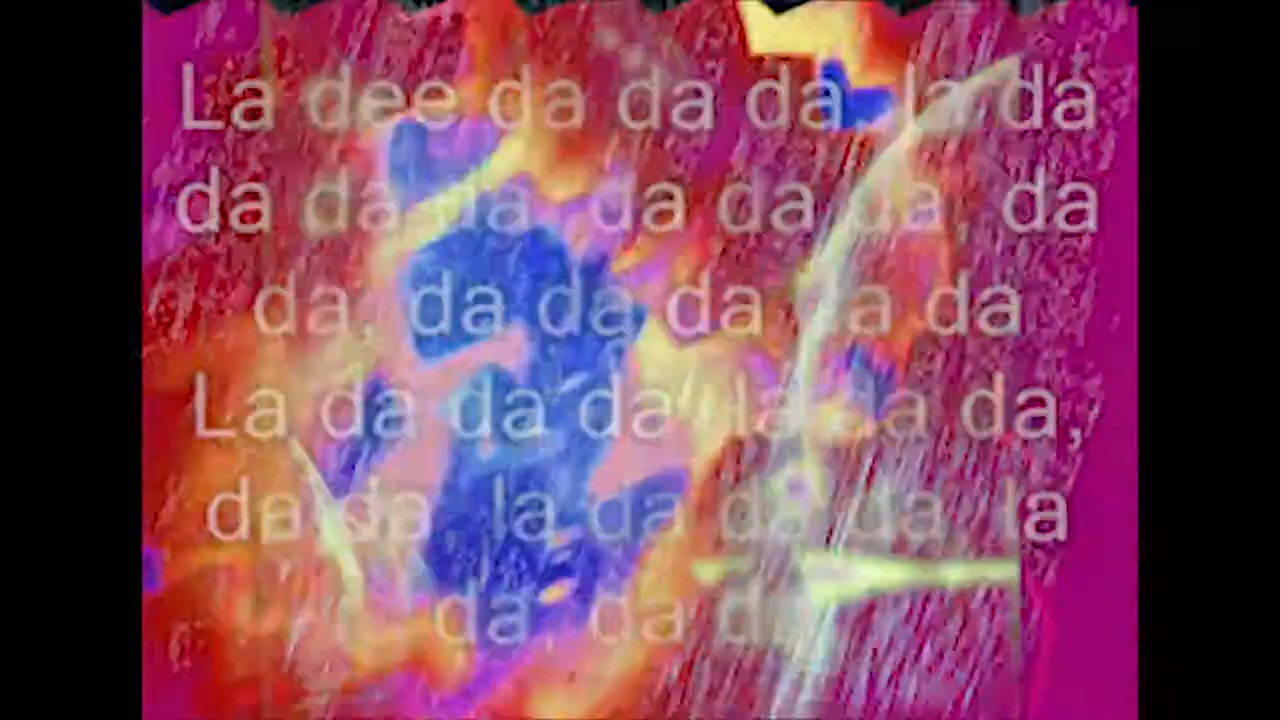 La dee da da da la da
da da da, da da da, da
da, da da da da da
La da da da la da da,
da da, la da da da la
da, da da